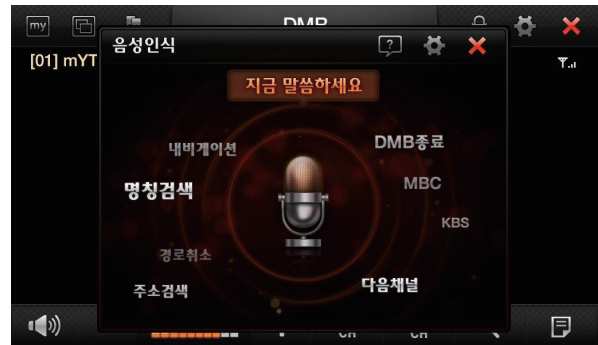 my
DMB
[01] mYT
음성인식
?
지금 말씀하세요
내비게이션
DMB종료
명칭검색
MBC
KBS
경로취소
주소검색
다음채널
CH
CH